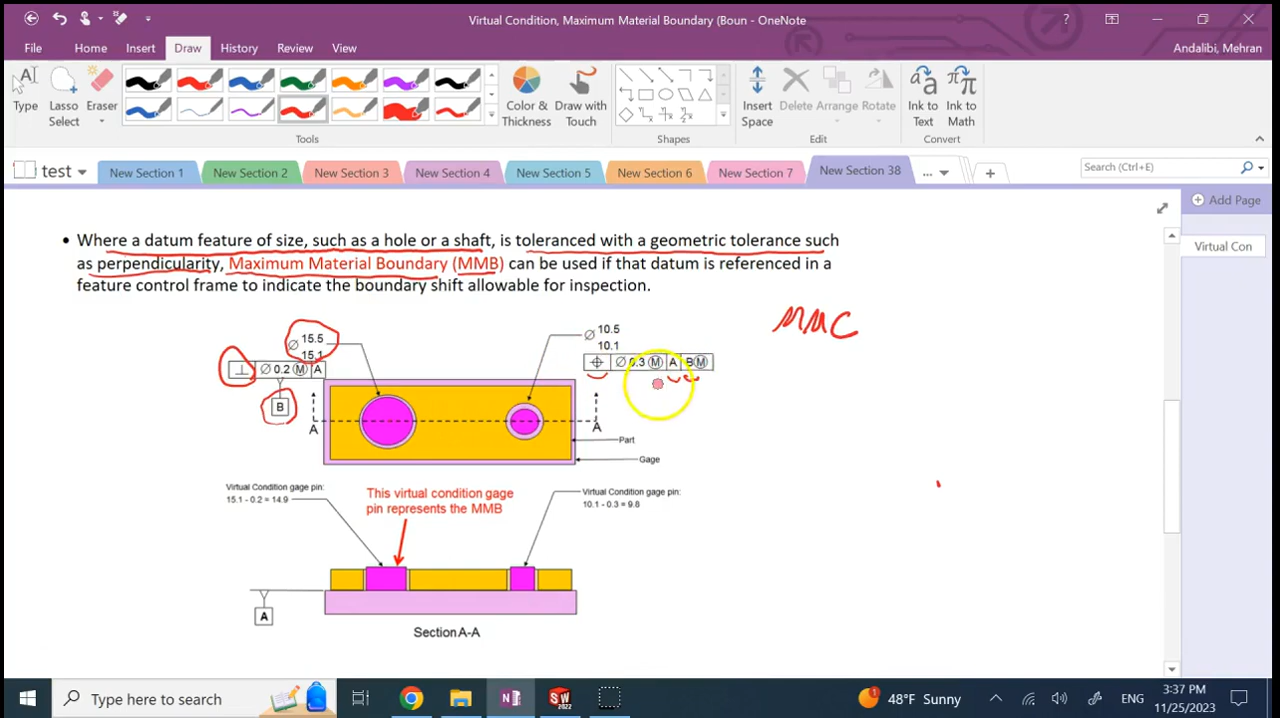 Virtual Condition, Maximum Material Boundary (Boun - OneNote
?
Andalibi, Mehran
File Home Insert Draw History Review View
Type
Lasso Select
Eraser
Color & Thickness
Draw with Touch
Insert Space
Delete
Arrange
Rotate
Ink to Text
Ink to Math
Tools
Shapes
Edit
Convert
test
New Section 1
New Section 2
New Section 3
New Section 4
New Section 5
New Section 6
New Section 7
New Section 38
...
Search (Ctrl+E)
Add Page
Virtual Con
• Where a datum feature of size, such as a hole or a shaft, is toleranced with a geometric tolerance such
as perpendicularity, Maximum Material Boundary (MMB) can be used if that datum is referenced in a
feature control frame to indicate the boundary shift allowable for inspection.
MMC
⌀ 15.5
15.1
⟂ ⌀ 0.2 Ⓜ A
B
⌀ 10.5
10.1
⌖ ⌀ 0.3 Ⓜ A BⓂ
A
A
Part
Gage
Virtual Condition gage pin:
15.1 - 0.2 = 14.9
This virtual condition gage
pin represents the MMB
Virtual Condition gage pin:
10.1 - 0.3 = 9.8
A
Section A-A
Type here to search
SW
2022
1
48°F Sunny
ENG
3:37 PM
11/25/2023